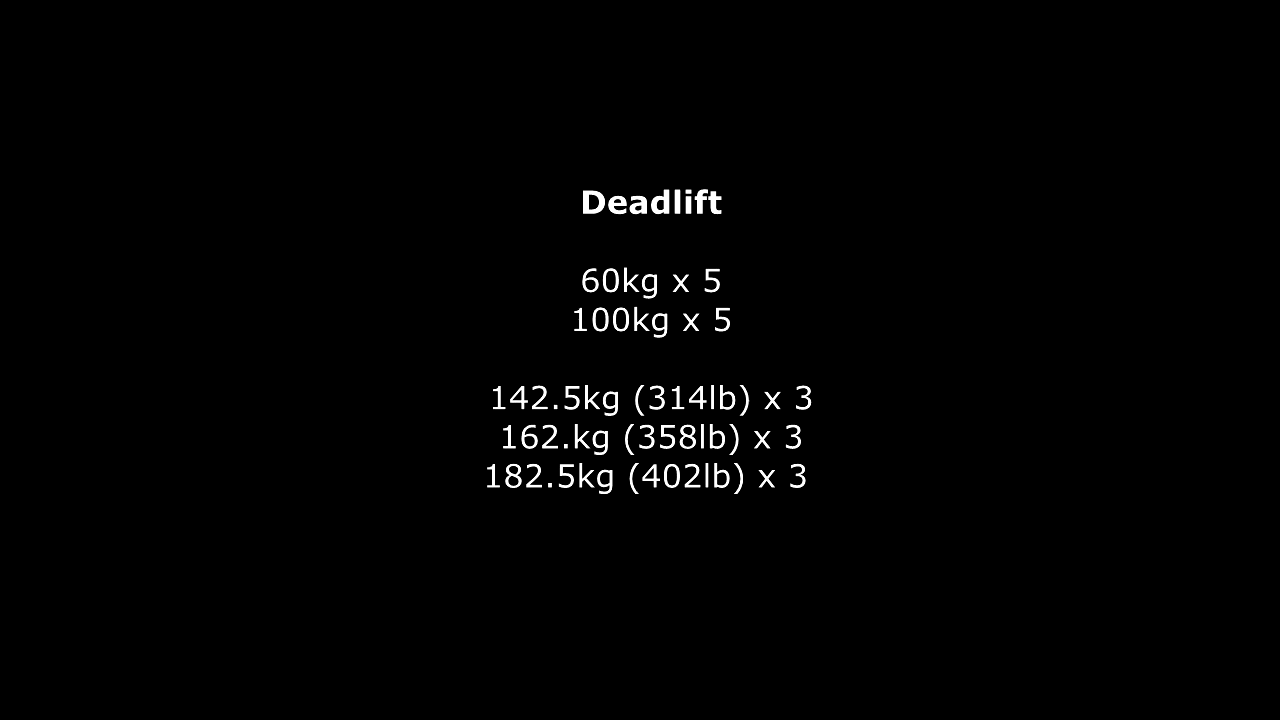 Deadlift
60kg x 5
100kg x 5
142.5kg (314lb) x 3
162.kg (358lb) x 3
182.5kg (402lb) x 3